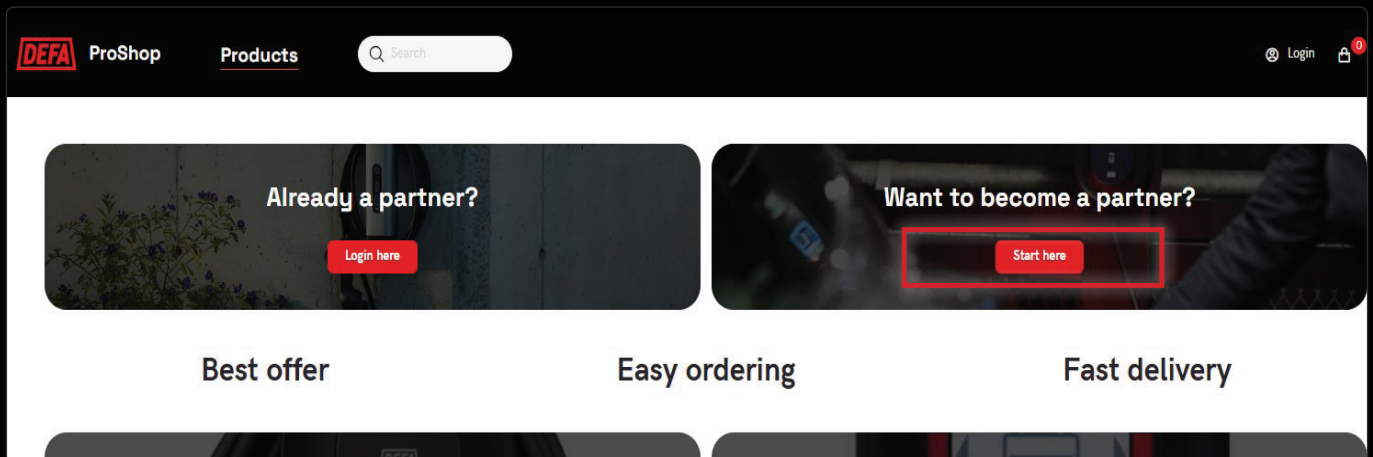 DEFA ProShop Products Search Login 0
Already a partner?
Login here
Want to become a partner?
Start here
Best offer
Easy ordering
Fast delivery
DEFA